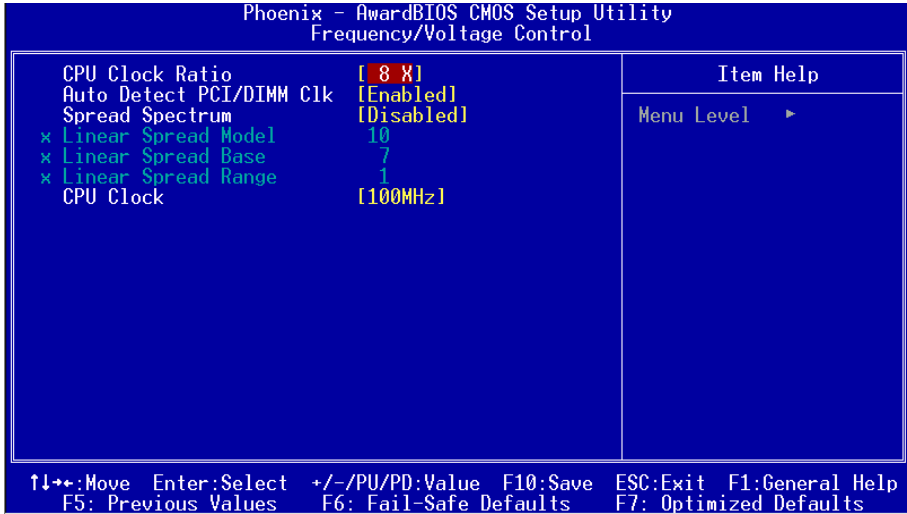 Phoenix - AwardBIOS CMOS Setup Utility
Frequency/Voltage Control
CPU Clock Ratio [ 8 X] Item Help
Auto Detect PCI/DIMM Clk [Enabled]
Spread Spectrum [Disabled] Menu Level ►
x Linear Spread Model 10
x Linear Spread Base 7
x Linear Spread Range 1
CPU Clock [100MHz]
↑↓→←:Move Enter:Select +/-/PU/PD:Value F10:Save ESC:Exit F1:General Help
F5: Previous Values F6: Fail-Safe Defaults F7: Optimized Defaults